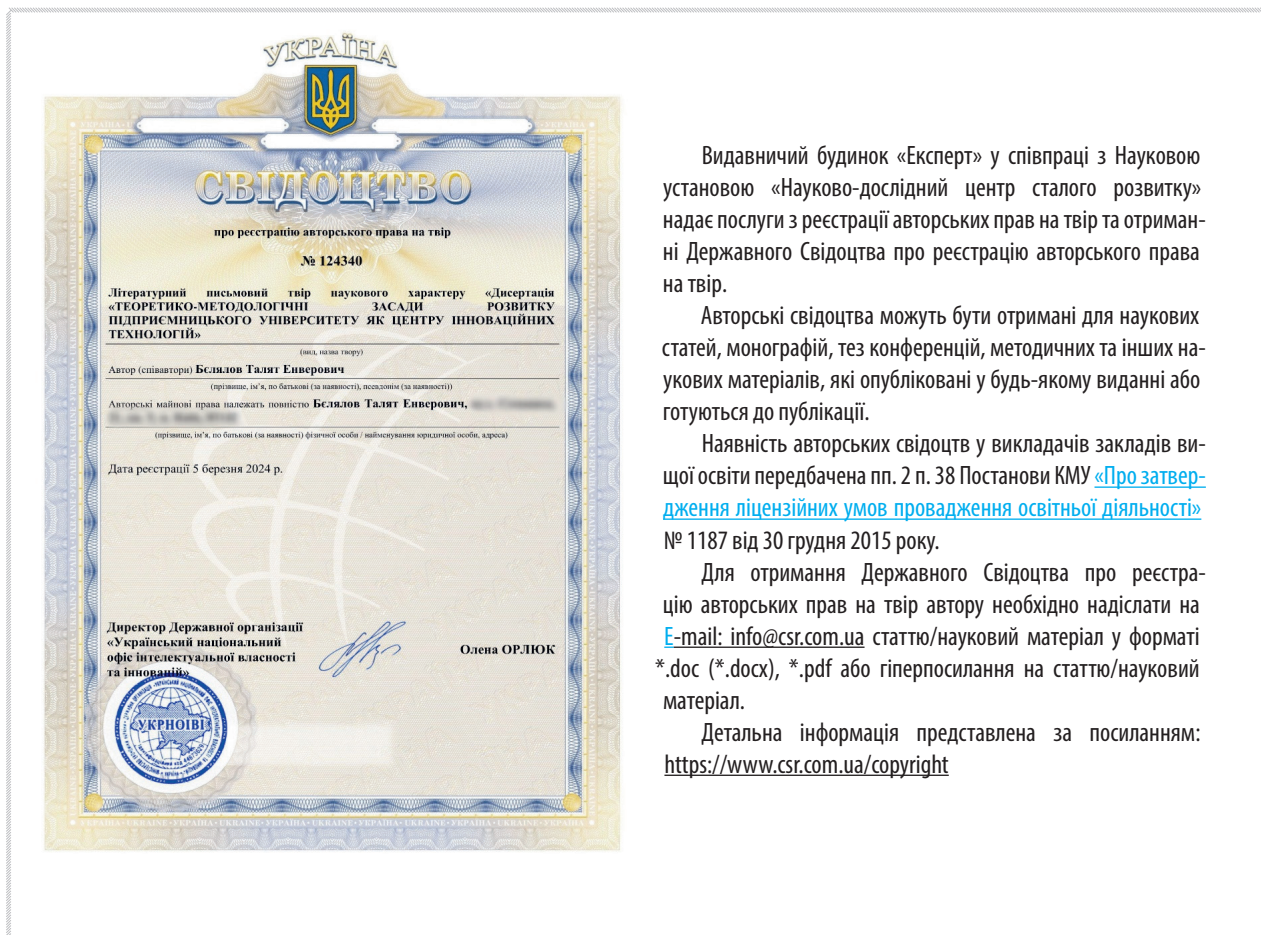 УКРАЇНА
СВІДОЦТВО
про реєстрацію авторського права на твір
№ 124340
Літературний письмовий твір наукового характеру «Дисертація
«ТЕОРЕТИКО-МЕТОДОЛОГІЧНІ ЗАСАДИ РОЗВИТКУ
ПІДПРИЄМНИЦЬКОГО УНІВЕРСИТЕТУ ЯК ЦЕНТРУ ІННОВАЦІЙНИХ
ТЕХНОЛОГІЙ»
(вид, назва твору)
Автор (співавтори) Бєлялов Талят Енверович
(прізвище, ім’я, по батькові (за наявності), псевдонім (за наявності))
Авторські майнові права належать повністю Бєлялов Талят Енверович,
(прізвище, ім’я, по батькові (за наявності) фізичної особи / найменування юридичної особи, адреса)
Дата реєстрації 5 березня 2024 р.
Директор Державної організації
«Український національний
офіс інтелектуальної власності
та інновацій»
Олена ОРЛЮК
УКРНОІВІ
Видавничий будинок «Експерт» у співпраці з Науковою
установою «Науково-дослідний центр сталого розвитку»
надає послуги з реєстрації авторських прав на твір та отриман-
ні Державного Свідоцтва про реєстрацію авторського права
на твір.
Авторські свідоцтва можуть бути отримані для наукових
статей, монографій, тез конференцій, методичних та інших на-
укових матеріалів, які опубліковані у будь-якому виданні або
готуються до публікації.
Наявність авторських свідоцтв у викладачів закладів ви-
щої освіти передбачена пп. 2 п. 38 Постанови КМУ «Про затвер-
дження ліцензійних умов провадження освітньої діяльності»
№ 1187 від 30 грудня 2015 року.
Для отримання Державного Свідоцтва про реєстра-
цію авторських прав на твір автору необхідно надіслати на
E-mail: info@csr.com.ua статтю/науковий матеріал у форматі
*.doc (*.docx), *.pdf або гіперпосилання на статтю/науковий
матеріал.
Детальна інформація представлена за посиланням:
https://www.csr.com.ua/copyright